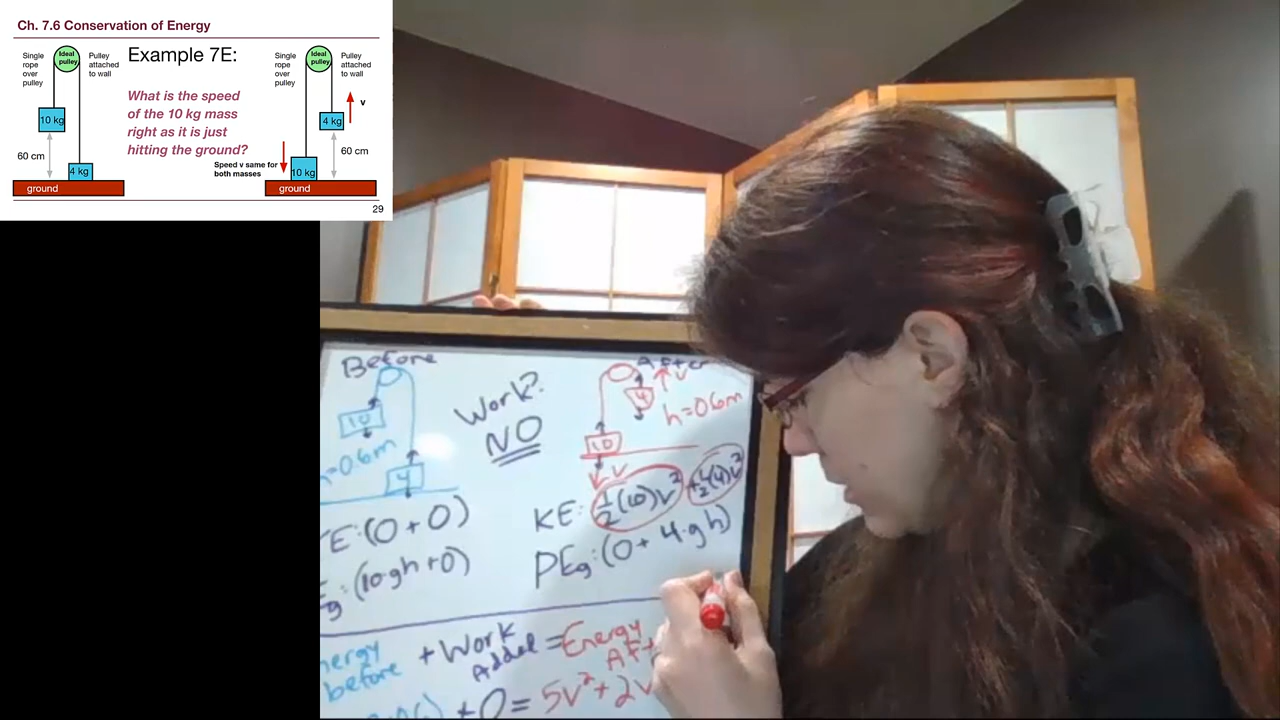 Ch. 7.6 Conservation of Energy
Example 7E:
Single
rope
over
pulley
Ideal
pulley
Pulley
attached
to wall
10 kg
60 cm
4 kg
ground
What is the speed
of the 10 kg mass
right as it is just
hitting the ground?
Single
rope
over
pulley
Ideal
pulley
Pulley
attached
to wall
v
4 kg
60 cm
Speed v same for
both masses
10 kg
ground
29
Before
10
=0.6m
4
Work?
NO
4
v
h=0.6m
10
v
E:(0+0)
g:(10gh+0)
KE: ½(10)v² +½(4)v²
PEg:(0+4·gh)
before
+Work
Added
=Energy
+0=5v²+2v